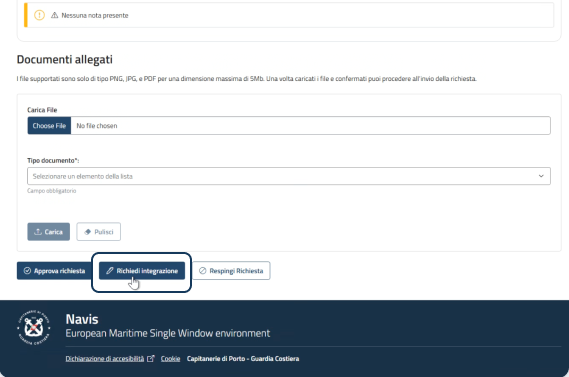 Nessuna nota presente
Documenti allegati
I file supportati sono solo di tipo PNG, JPG, e PDF per una dimensione massima di 5Mb. Una volta caricati i file e confermati puoi procedere all'invio della richiesta.
Carica File
Choose File No file chosen
Tipo documento*:
Selezionare un elemento della lista
Campo obbligatorio
Carica Pulisci
Approva richiesta Richiedi integrazione Respingi Richiesta
Navis
European Maritime Single Window environment
Dichiarazione di accesibilità Cookie Capitanerie di Porto - Guardia Costiera